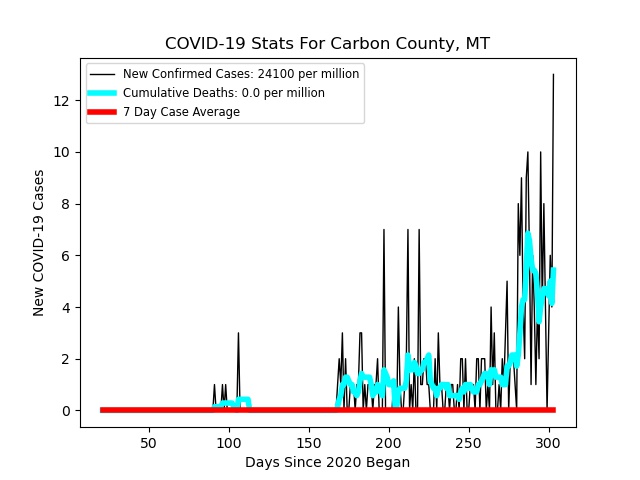 COVID-19 Stats For Carbon County, MT
New Confirmed Cases: 24100 per million
Cumulative Deaths: 0.0 per million
7 Day Case Average
New COVID-19 Cases
12
10
8
6
4
2
0
50 100 150 200 250 300
Days Since 2020 Began